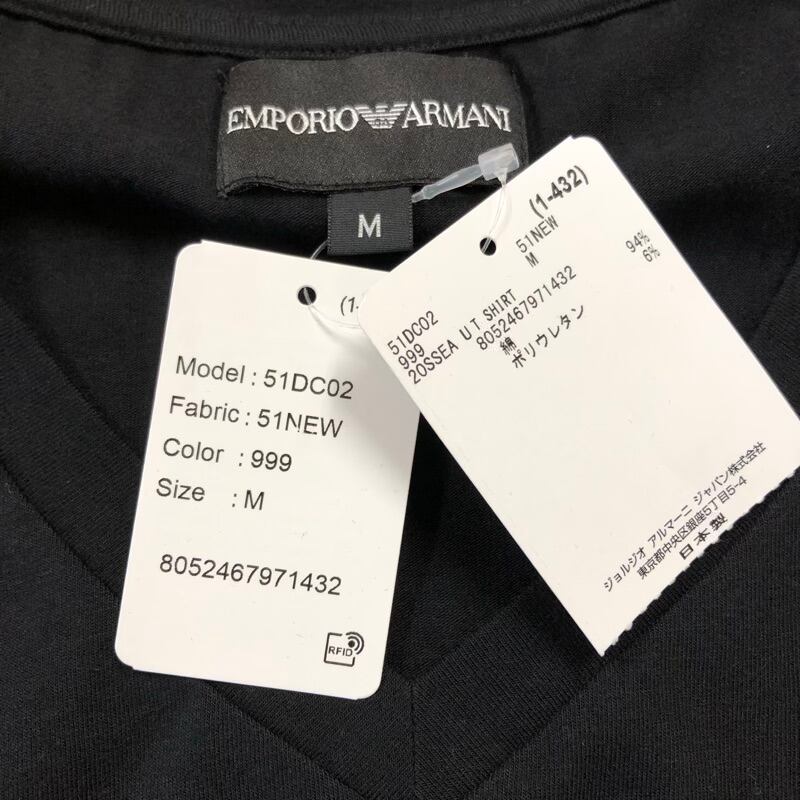 EMPORIO ARMANI
M
(1-
Model : 51DC02
Fabric : 51NEW
Color : 999
Size : M
8052467971432
RFID
(1-432)
51DC02 51NEW
999 M
20SSEA U T SHIRT
8052467971432
綿 94%
ポリウレタン 6%
ジョルジオ アルマーニ ジャパン株式会社
東京都中央区銀座5丁目5-4
日本製